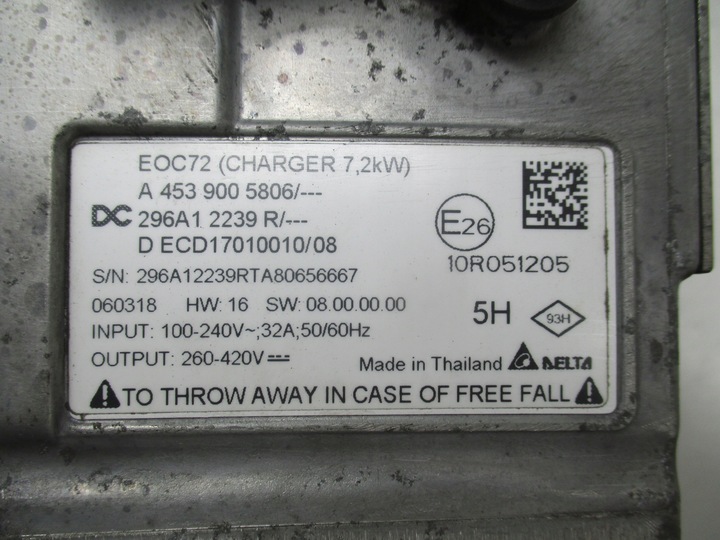 EOC72 (CHARGER 7,2kW)
A 453 900 5806/---
DC 296A1 2239 R/---
D ECD17010010/08
E26
10R051205
S/N: 296A12239RTA80656667
060318 HW: 16 SW: 08.00.00.00
5H 93H
INPUT: 100-240V~;32A;50/60Hz
OUTPUT: 260-420V⎓
Made in Thailand DELTA
TO THROW AWAY IN CASE OF FREE FALL